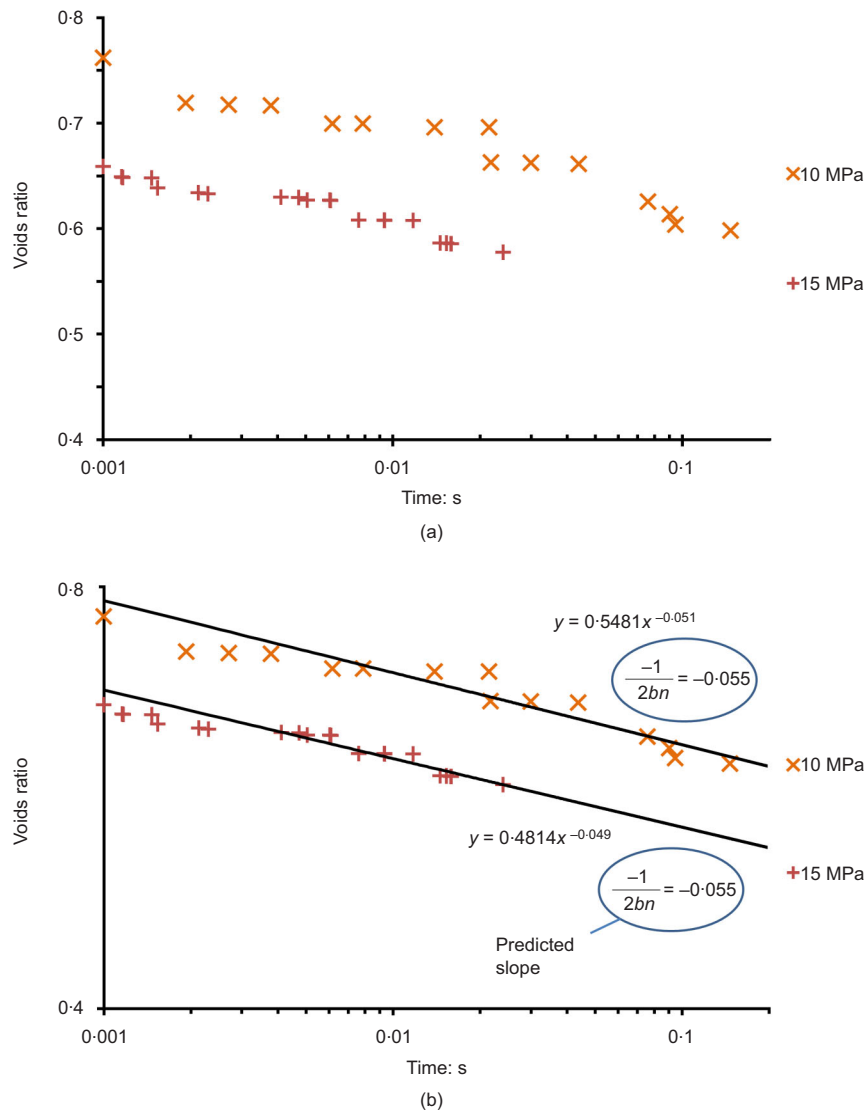 0·8
0·7
0·6
0·5
0·4
Voids ratio
0·001
0·01
0·1
Time: s
10 MPa
15 MPa
(a)
0·8
0·4
Voids ratio
y = 0·5481x^–0·051
–1/2bn = –0·055
10 MPa
y = 0·4814x^–0·049
–1/2bn = –0·055
15 MPa
Predicted
slope
0·001
0·01
0·1
Time: s
(b)